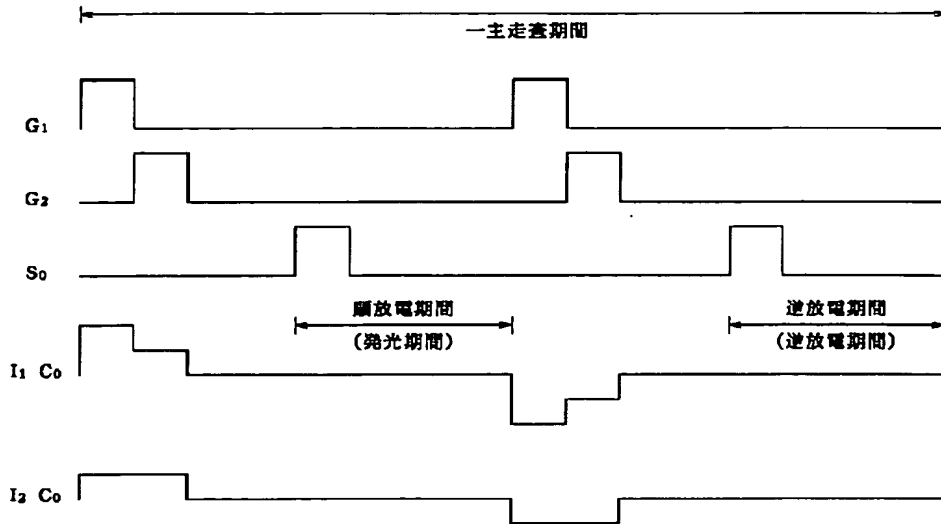 一主走査期間
G1
G2
S0
順放電期間
(発光期間)
逆放電期間
(逆放電期間)
I1 C0
I2 C0